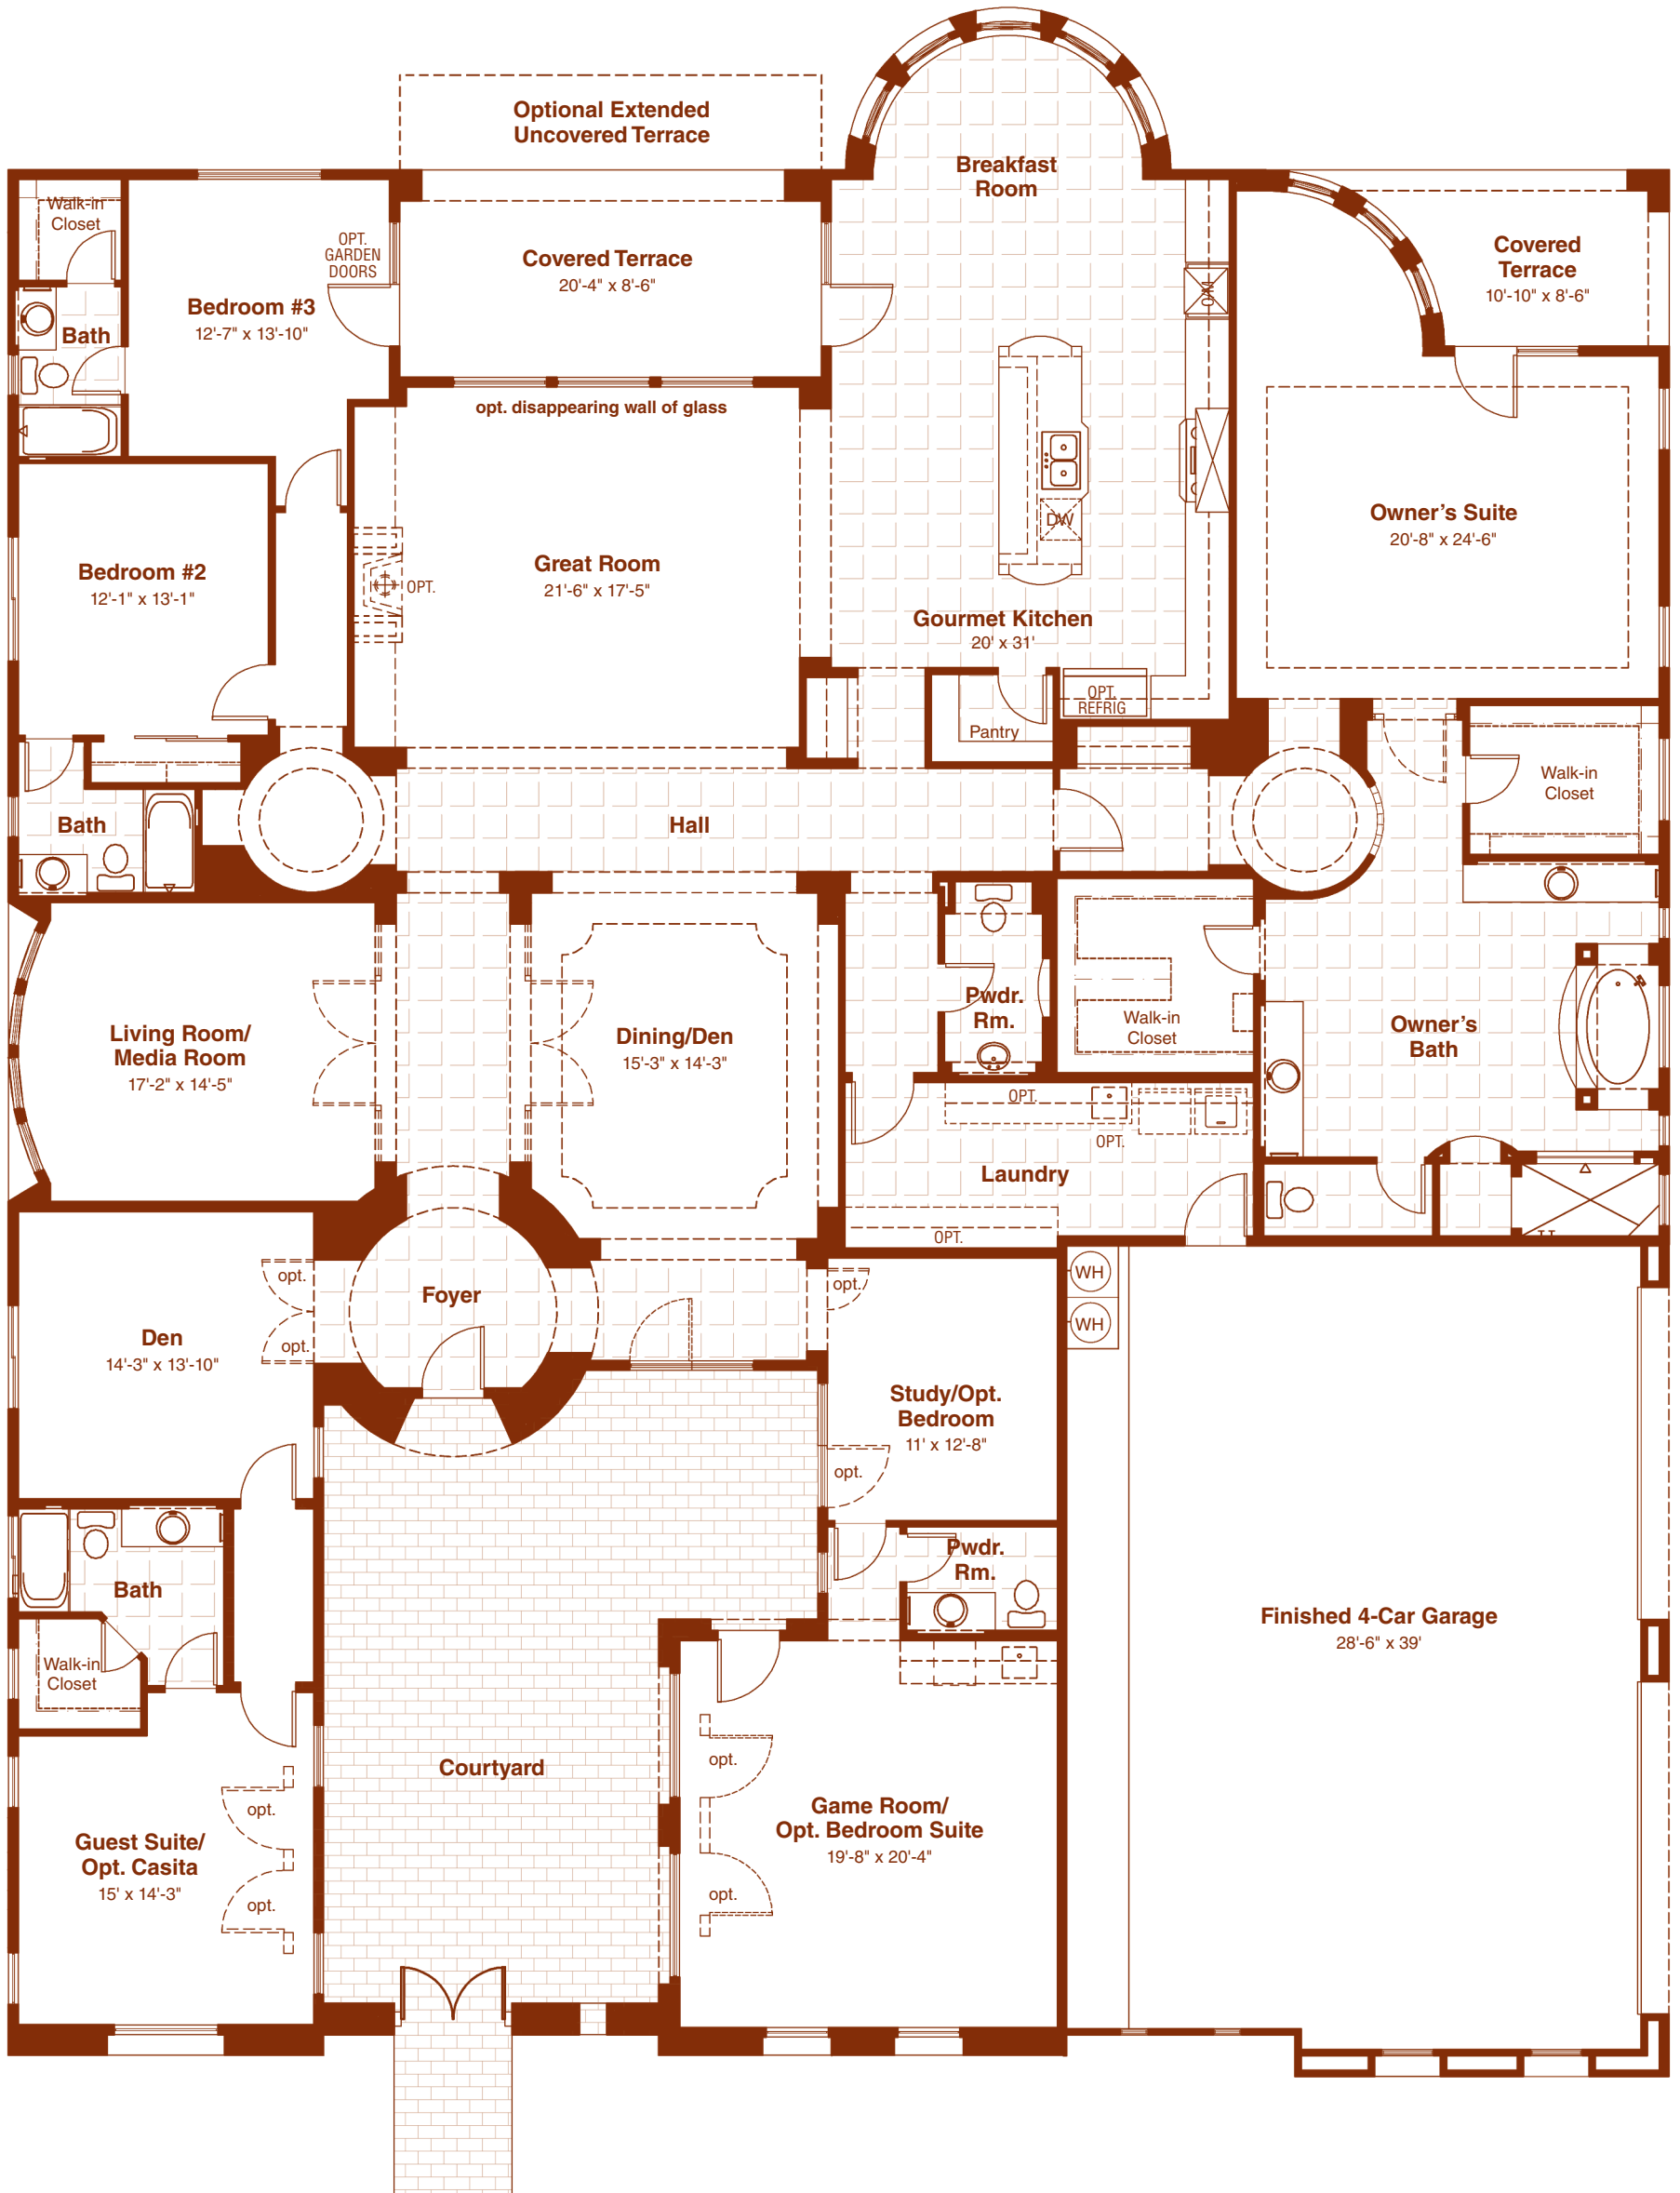 Optional Extended
Uncovered Terrace
Breakfast
Room
Walk-in
Closet
OPT.
GARDEN
DOORS
Covered Terrace
20'-4" x 8'-6"
Covered
Terrace
10'-10" x 8'-6"
Bedroom #3
12'-7" x 13'-10"
Bath
O/M
opt. disappearing wall of glass
Owner’s Suite
20'-8" x 24'-6"
DW
Bedroom #2
12'-1" x 13'-1"
Great Room
21'-6" x 17'-5"
OPT.
Gourmet Kitchen
20' x 31'
OPT.
REFRIG
Pantry
Walk-in
Closet
Bath
Hall
Living Room/
Media Room
17'-2" x 14'-5"
Dining/Den
15'-3" x 14'-3"
Pwdr.
Rm.
Walk-in
Closet
Owner’s
Bath
OPT.
OPT.
Laundry
OPT.
Foyer
opt.
opt.
opt.
WH
WH
Den
14'-3" x 13'-10"
Study/Opt.
Bedroom
11' x 12'-8"
opt.
Pwdr.
Rm.
Bath
Finished 4-Car Garage
28'-6" x 39'
Walk-in
Closet
Courtyard
opt.
opt.
Game Room/
Opt. Bedroom Suite
19'-8" x 20'-4"
opt.
Guest Suite/
Opt. Casita
15' x 14'-3"
opt.